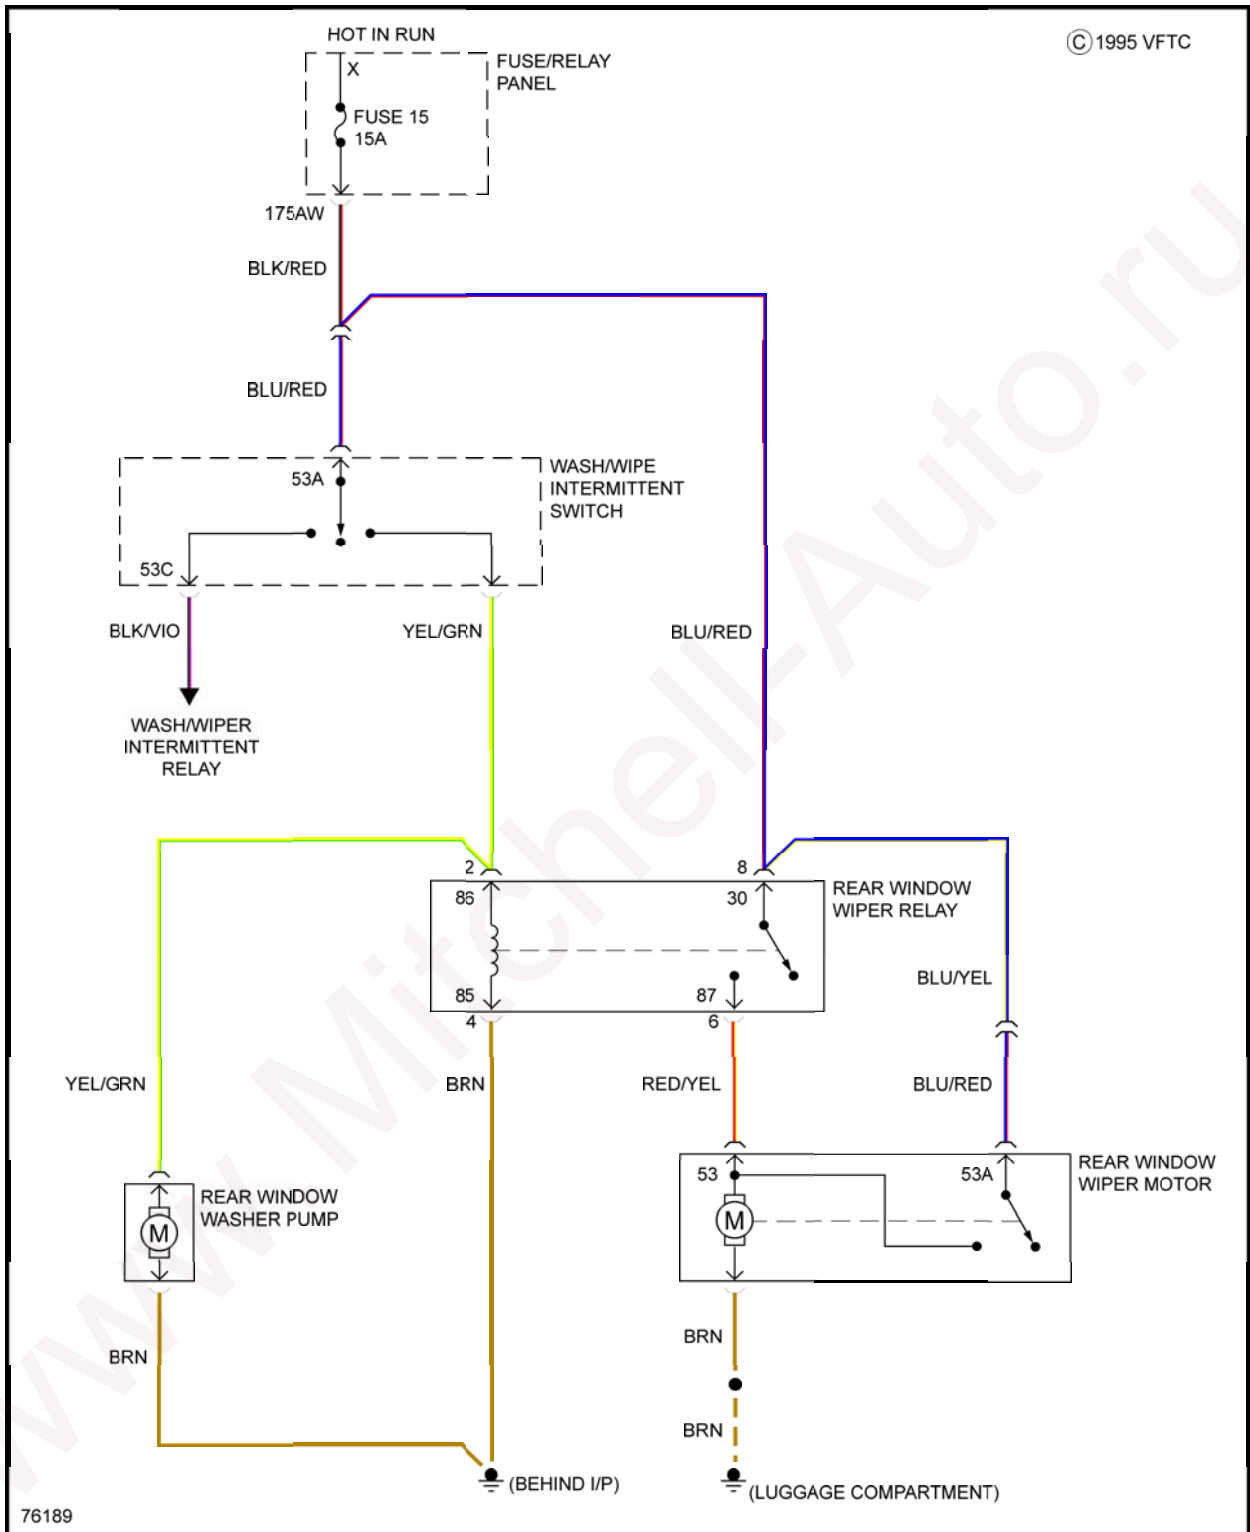 HOT IN RUN
© 1995 VFTC
X
FUSE/RELAY
PANEL
FUSE 15
15A
175AW
BLK/RED
BLU/RED
53A
WASH/WIPE
INTERMITTENT
SWITCH
53C
BLK/VIO
YEL/GRN
BLU/RED
WASH/WIPER
INTERMITTENT
RELAY
2
8
86
30
REAR WINDOW
WIPER RELAY
85
87
4
6
BLU/YEL
YEL/GRN
BRN
RED/YEL
BLU/RED
53
53A
REAR WINDOW
WIPER MOTOR
M
REAR WINDOW
WASHER PUMP
M
BRN
BRN
BRN
(BEHIND I/P)
(LUGGAGE COMPARTMENT)
76189
www.Mitchell-Auto.ru